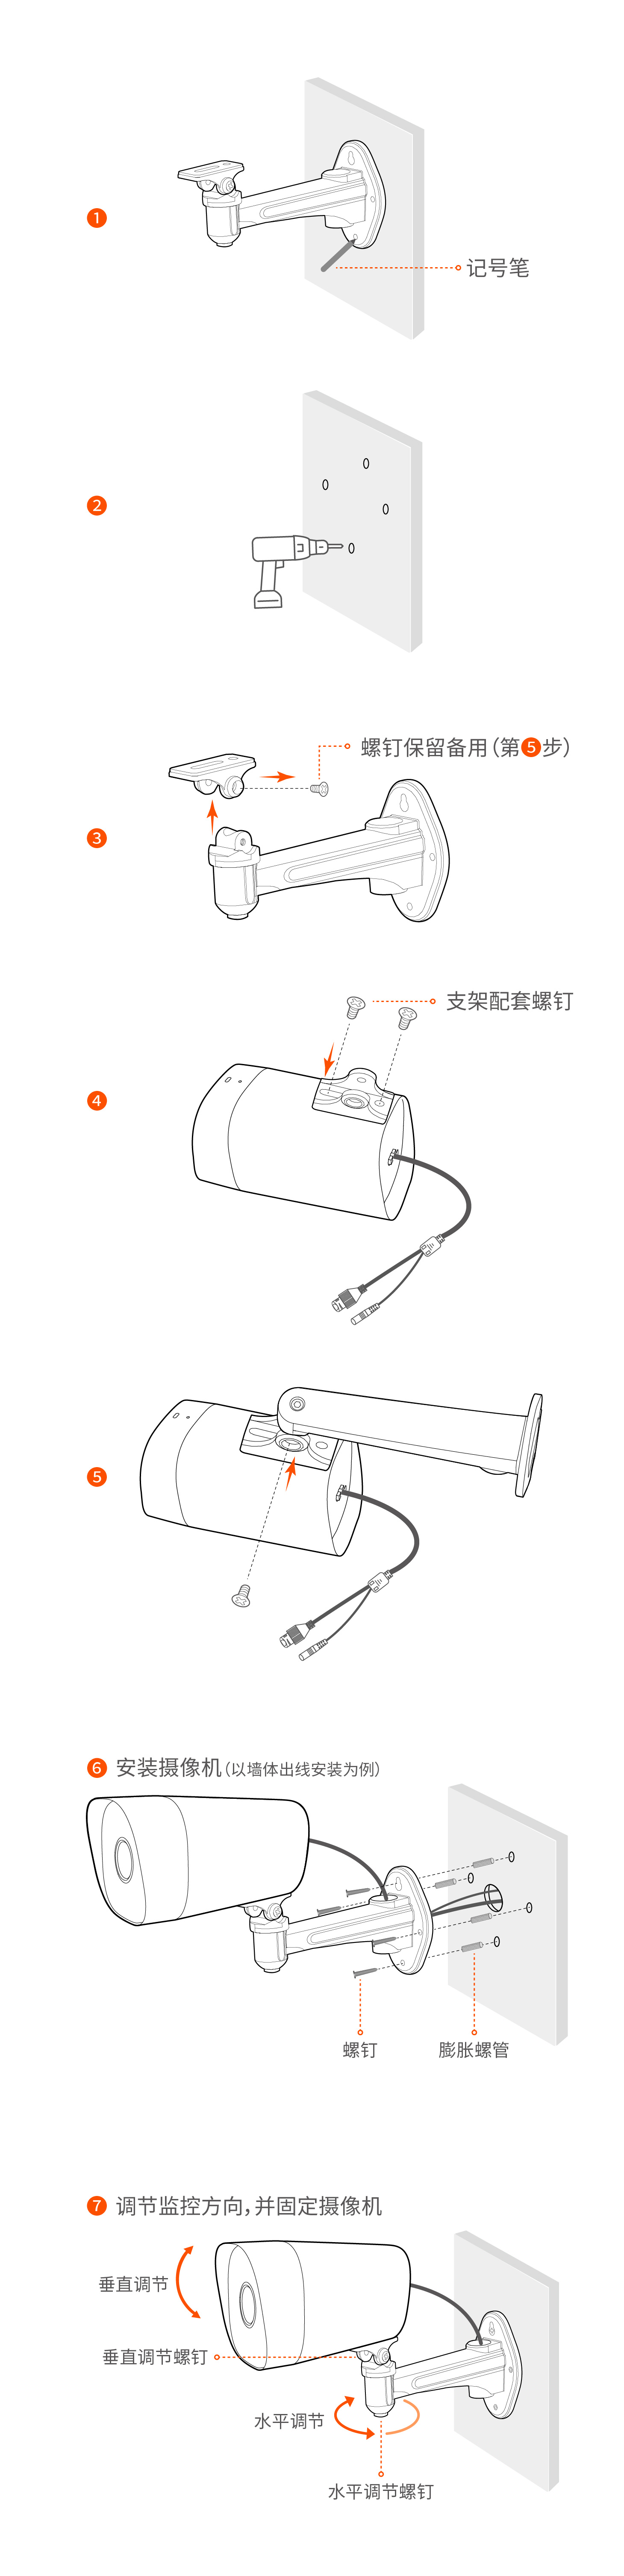 1
记号笔
2
螺钉保留备用(第5步)
3
支架配套螺钉
4
5
6 安装摄像机(以墙体出线安装为例)
螺钉
膨胀螺管
7 调节监控方向,并固定摄像机
垂直调节
垂直调节螺钉
水平调节
水平调节螺钉